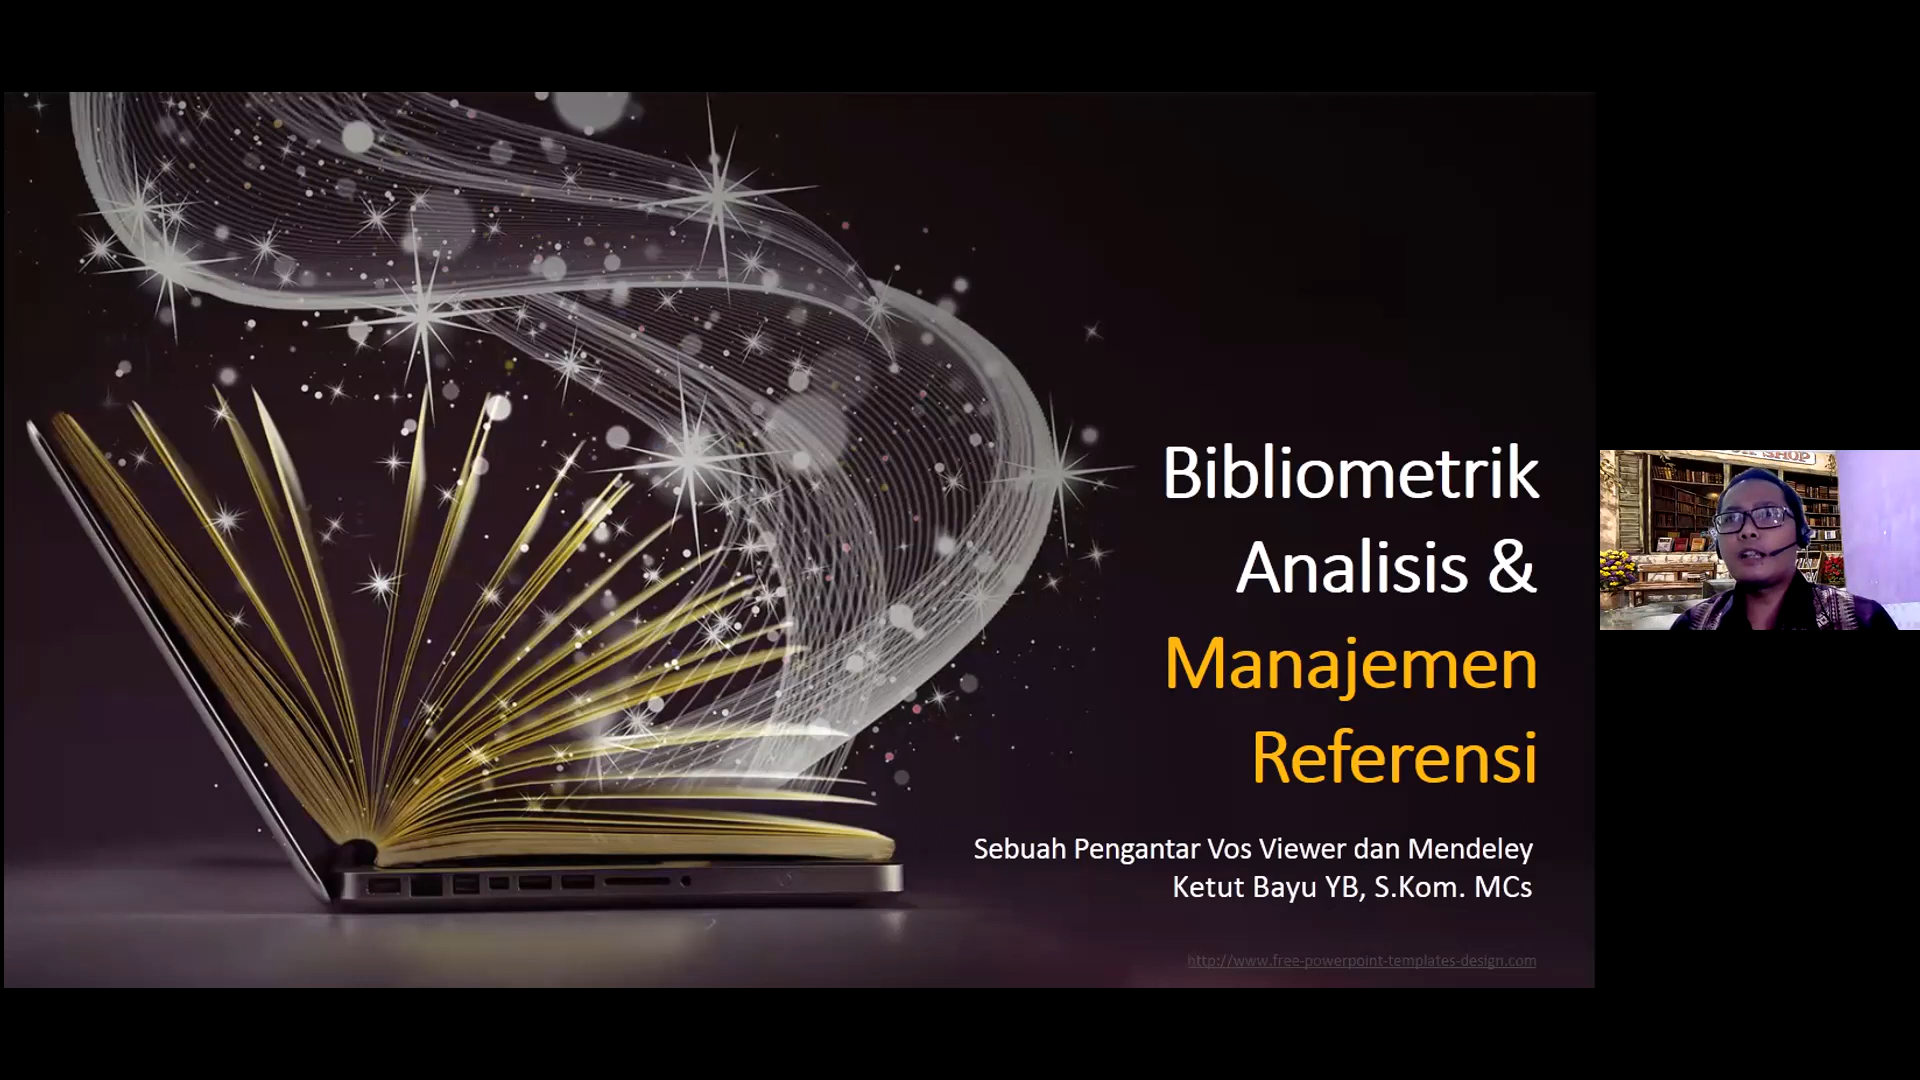 Bibliometrik
Analisis &
Manajemen
Referensi
Sebuah Pengantar Vos Viewer dan Mendeley
Ketut Bayu YB, S.Kom. MCs
http://www.free-powerpoint-templates-design.com
SHOP